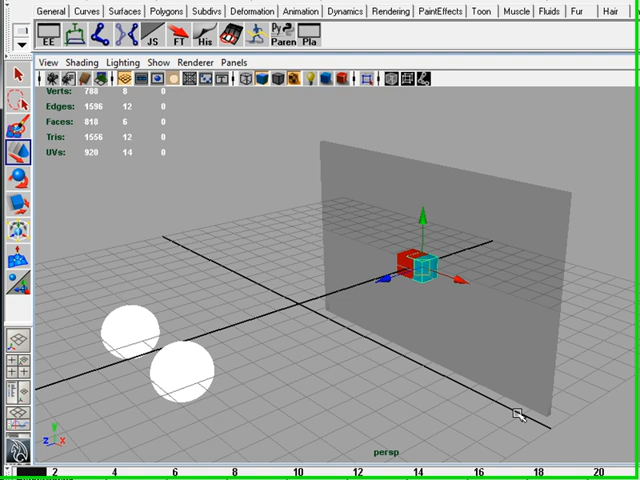 General Curves Surfaces Polygons Subdivs Deformation Animation Dynamics Rendering PaintEffects Toon Muscle Fluids Fur Hair
EE JS FT His Paren Pla
View Shading Lighting Show Renderer Panels
Verts: 788 8 0
Edges: 1596 12 0
Faces: 818 6 0
Tris: 1556 12 0
UVs: 920 14 0
y
z x
persp
2 4 6 8 10 12 14 16 18 20